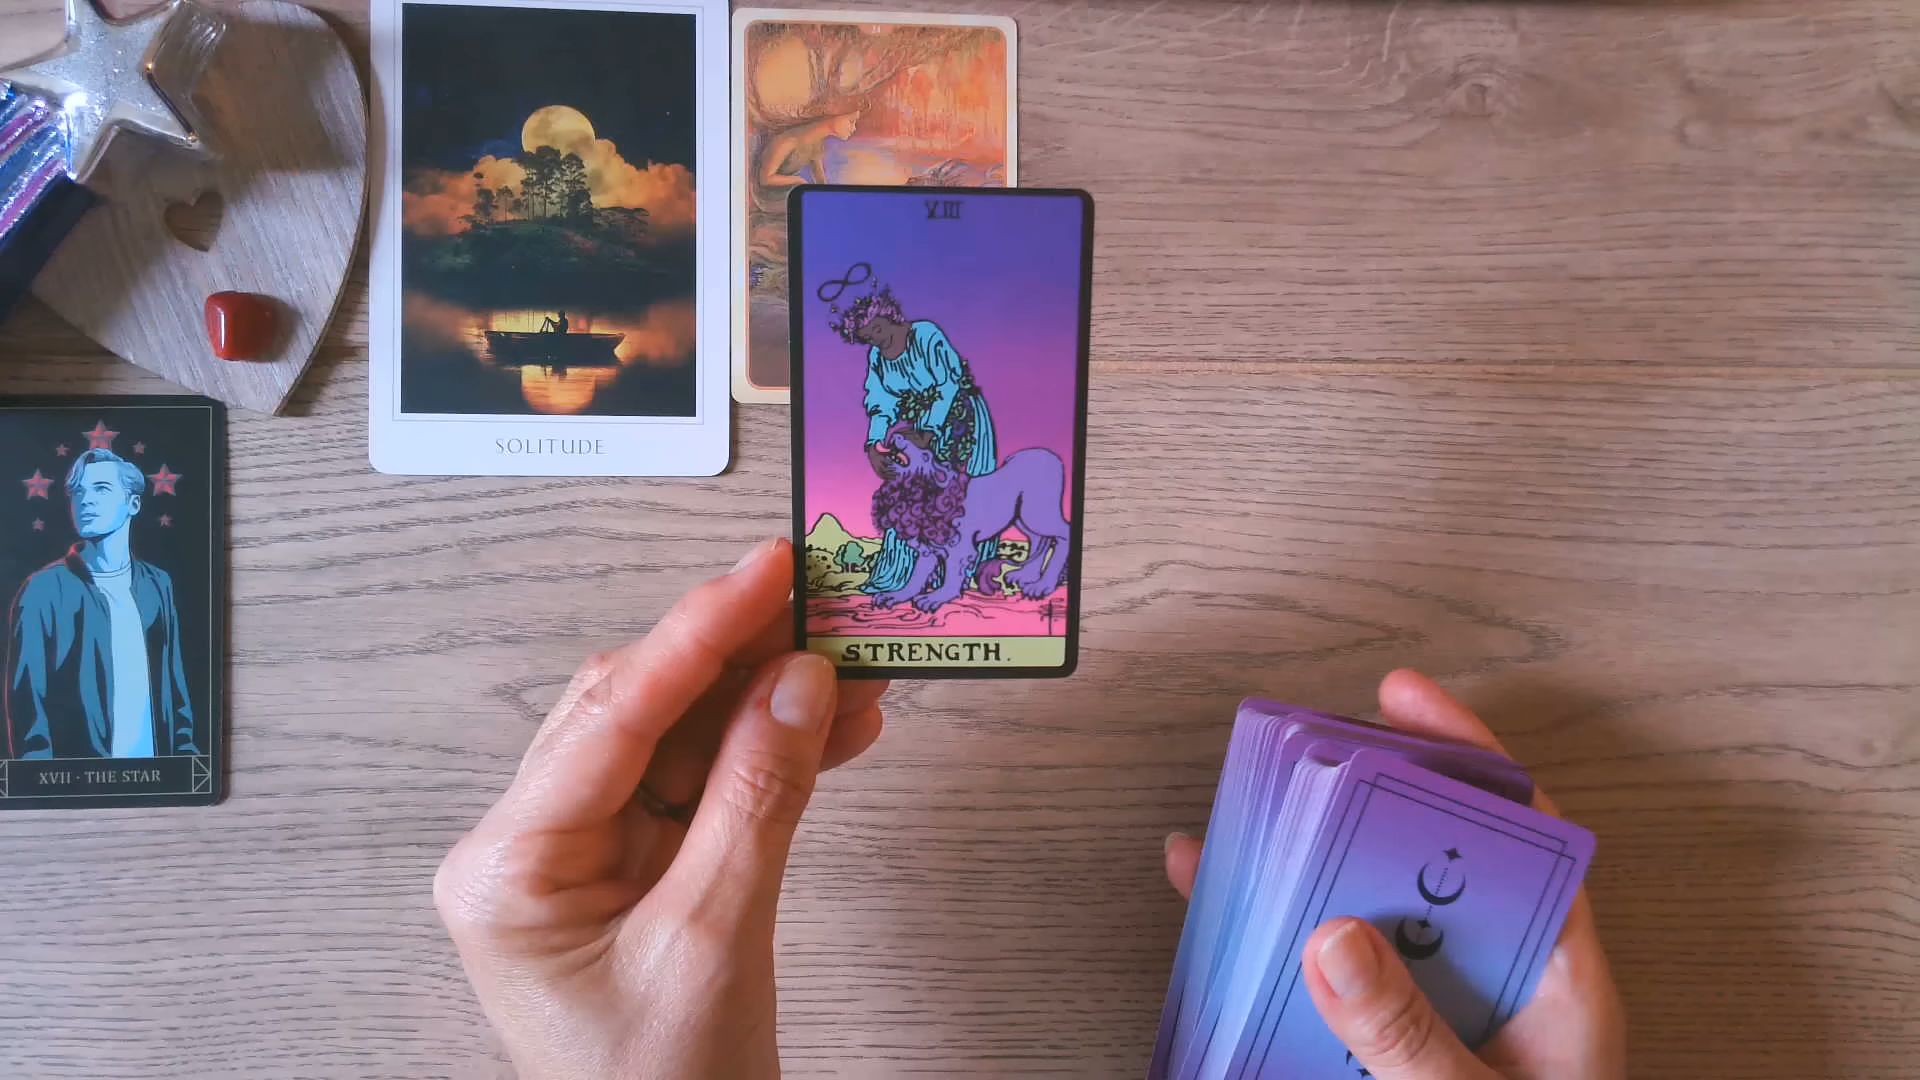 SOLITUDE
VIII
STRENGTH.
XVII · THE STAR